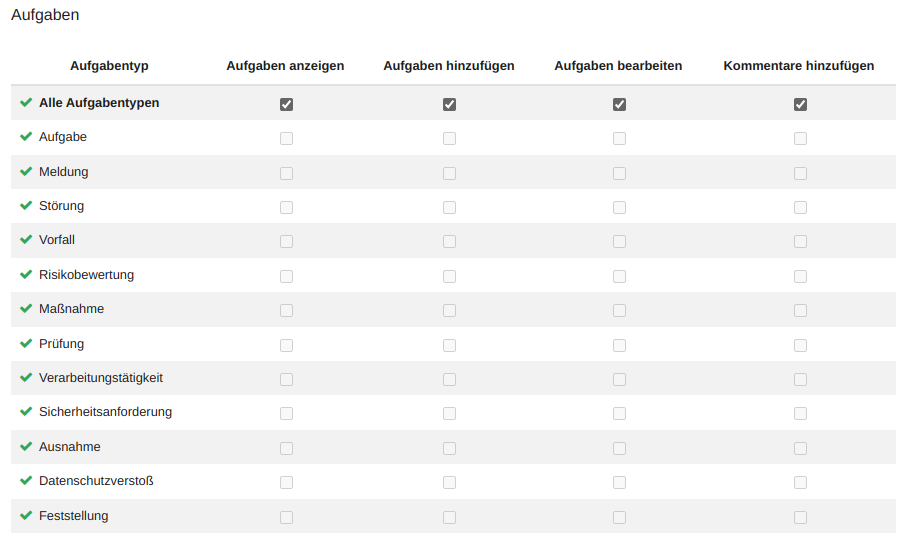 Aufgaben
Aufgabentyp Aufgaben anzeigen Aufgaben hinzufügen Aufgaben bearbeiten Kommentare hinzufügen
Alle Aufgabentypen
Aufgabe
Meldung
Störung
Vorfall
Risikobewertung
Maßnahme
Prüfung
Verarbeitungstätigkeit
Sicherheitsanforderung
Ausnahme
Datenschutzverstoß
Feststellung